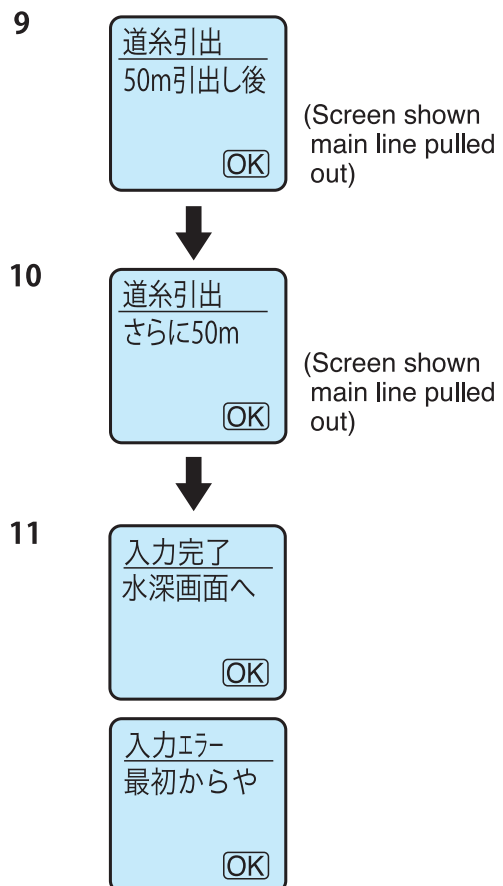 9
道糸引出
50m引出し後
OK
(Screen shown
main line pulled
out)
10
道糸引出
さらに50m
OK
(Screen shown
main line pulled
out)
11
入力完了
水深画面へ
OK
入力ｴﾗｰ
最初からや
OK